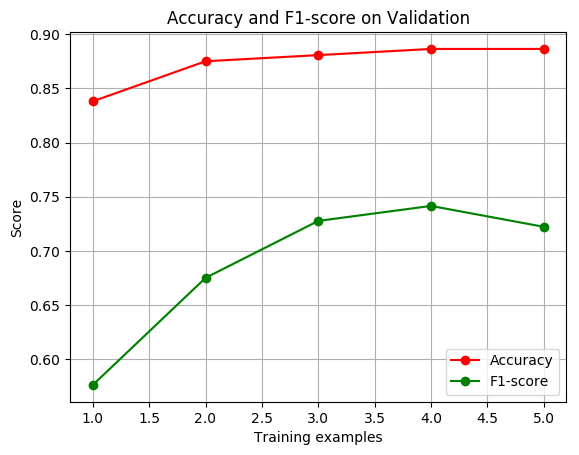 Accuracy and F1-score on Validation
0.90
0.85
0.80
0.75
0.70
0.65
0.60
Score
1.0 1.5 2.0 2.5 3.0 3.5 4.0 4.5 5.0
Training examples
Accuracy
F1-score